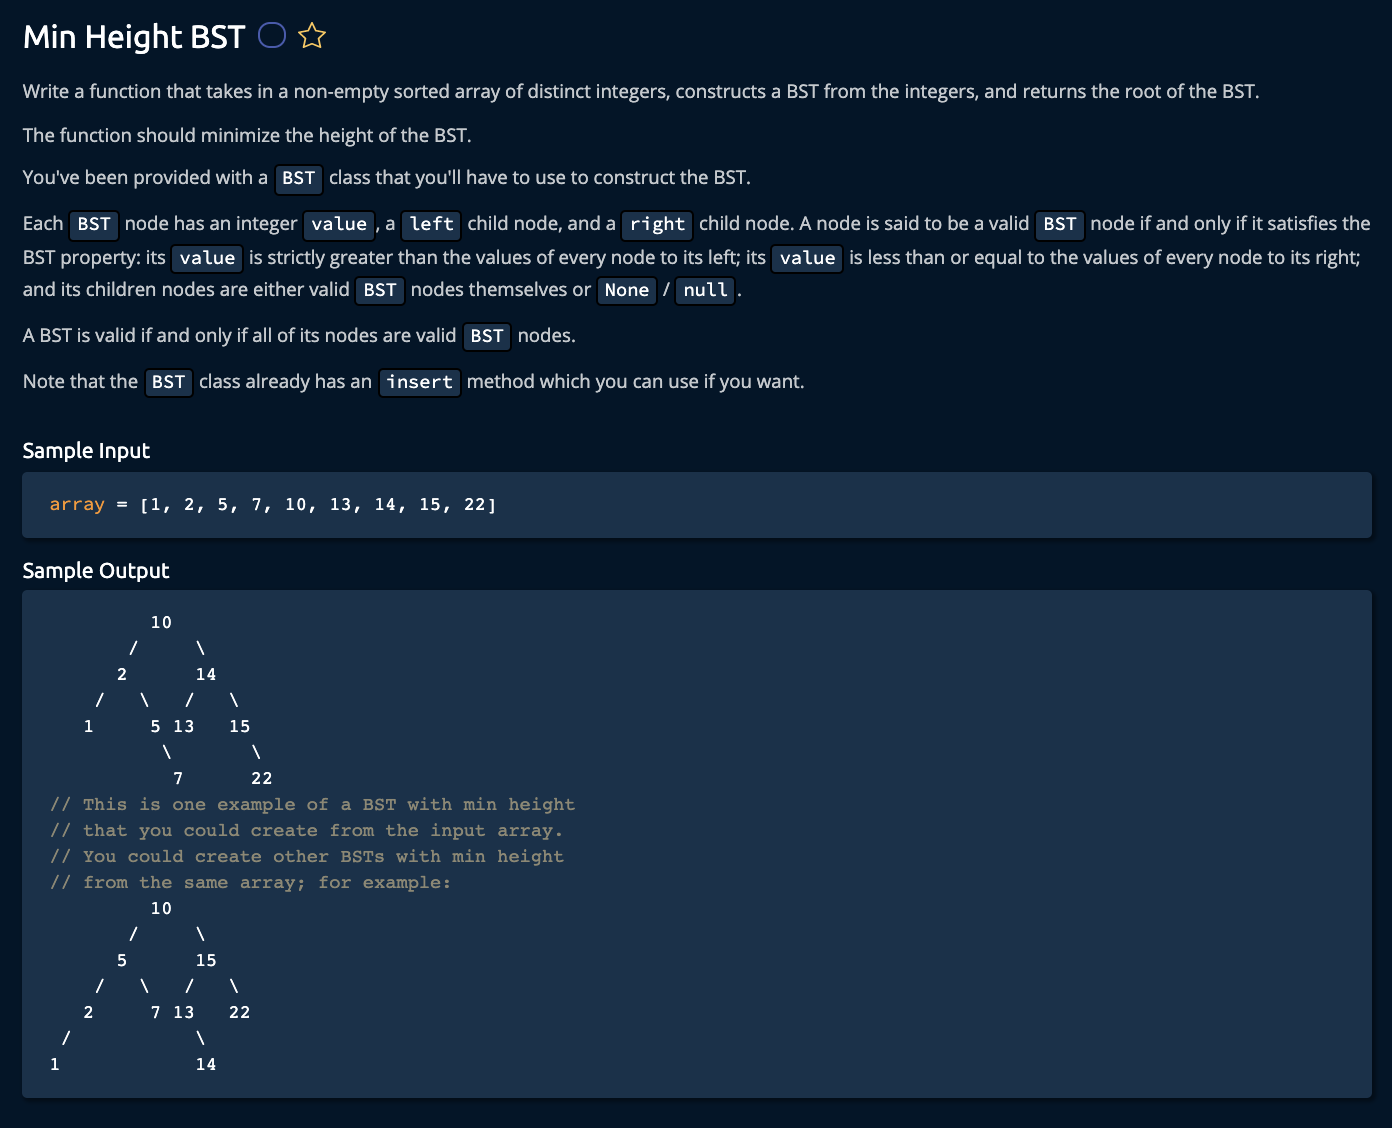 Min Height BST
Write a function that takes in a non-empty sorted array of distinct integers, constructs a BST from the integers, and returns the root of the BST.
The function should minimize the height of the BST.
You've been provided with a BST class that you'll have to use to construct the BST.
Each BST node has an integer value, a left child node, and a right child node. A node is said to be a valid BST node if and only if it satisfies the
BST property: its value is strictly greater than the values of every node to its left; its value is less than or equal to the values of every node to its right;
and its children nodes are either valid BST nodes themselves or None / null.
A BST is valid if and only if all of its nodes are valid BST nodes.
Note that the BST class already has an insert method which you can use if you want.
Sample Input
array = [1, 2, 5, 7, 10, 13, 14, 15, 22]
Sample Output
         10
       /     \
      2      14
    /   \   /   \
   1     5 13   15
          \       \
           7      22
// This is one example of a BST with min height
// that you could create from the input array.
// You could create other BSTs with min height
// from the same array; for example:
         10
       /     \
      5      15
    /   \   /   \
   2     7 13   22
 /           \
1            14